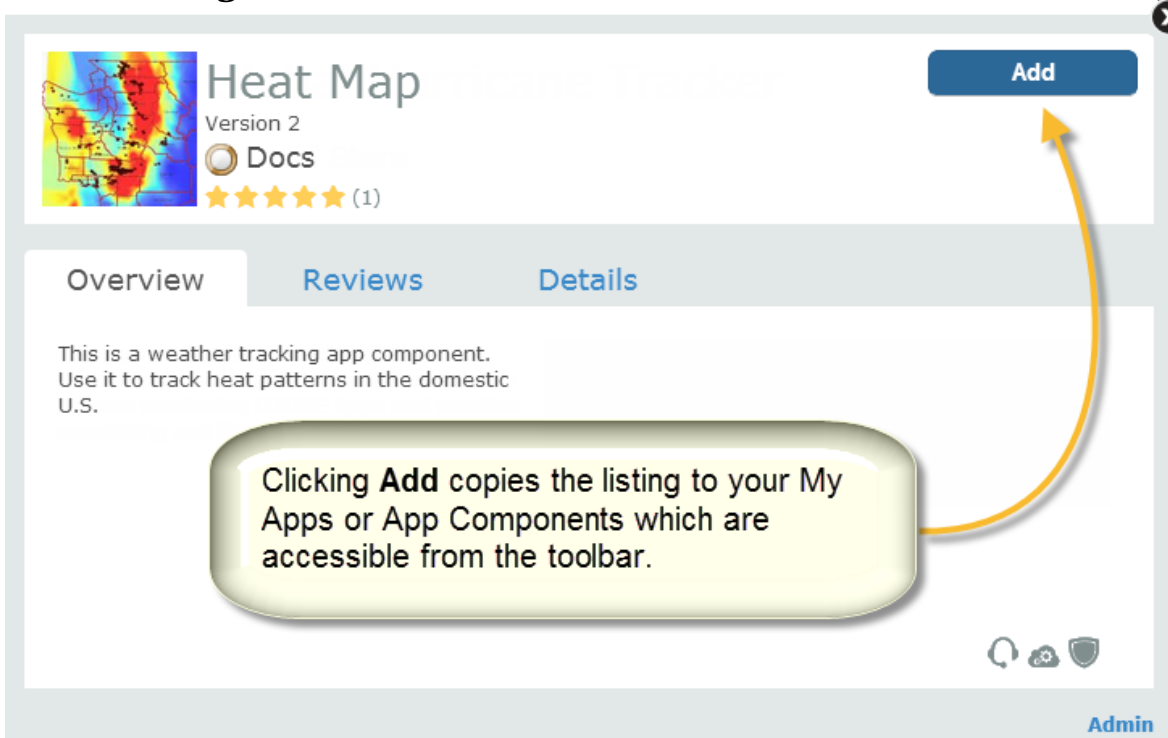 Heat Map
Add
Version 2
Docs
(1)
Overview
Reviews
Details
This is a weather tracking app component.
Use it to track heat patterns in the domestic
U.S.
Clicking Add copies the listing to your My
Apps or App Components which are
accessible from the toolbar.
Admin